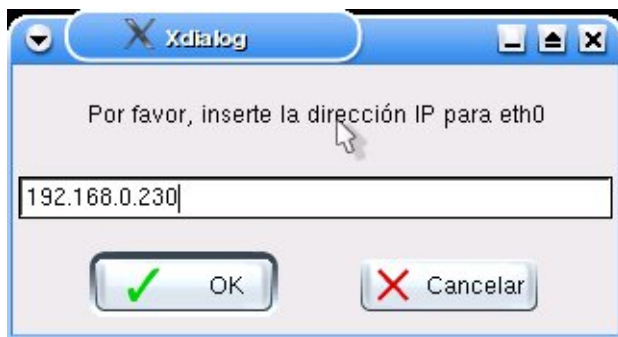 Xdialog
Por favor, inserte la dirección IP para eth0
192.168.0.230
OK Cancelar